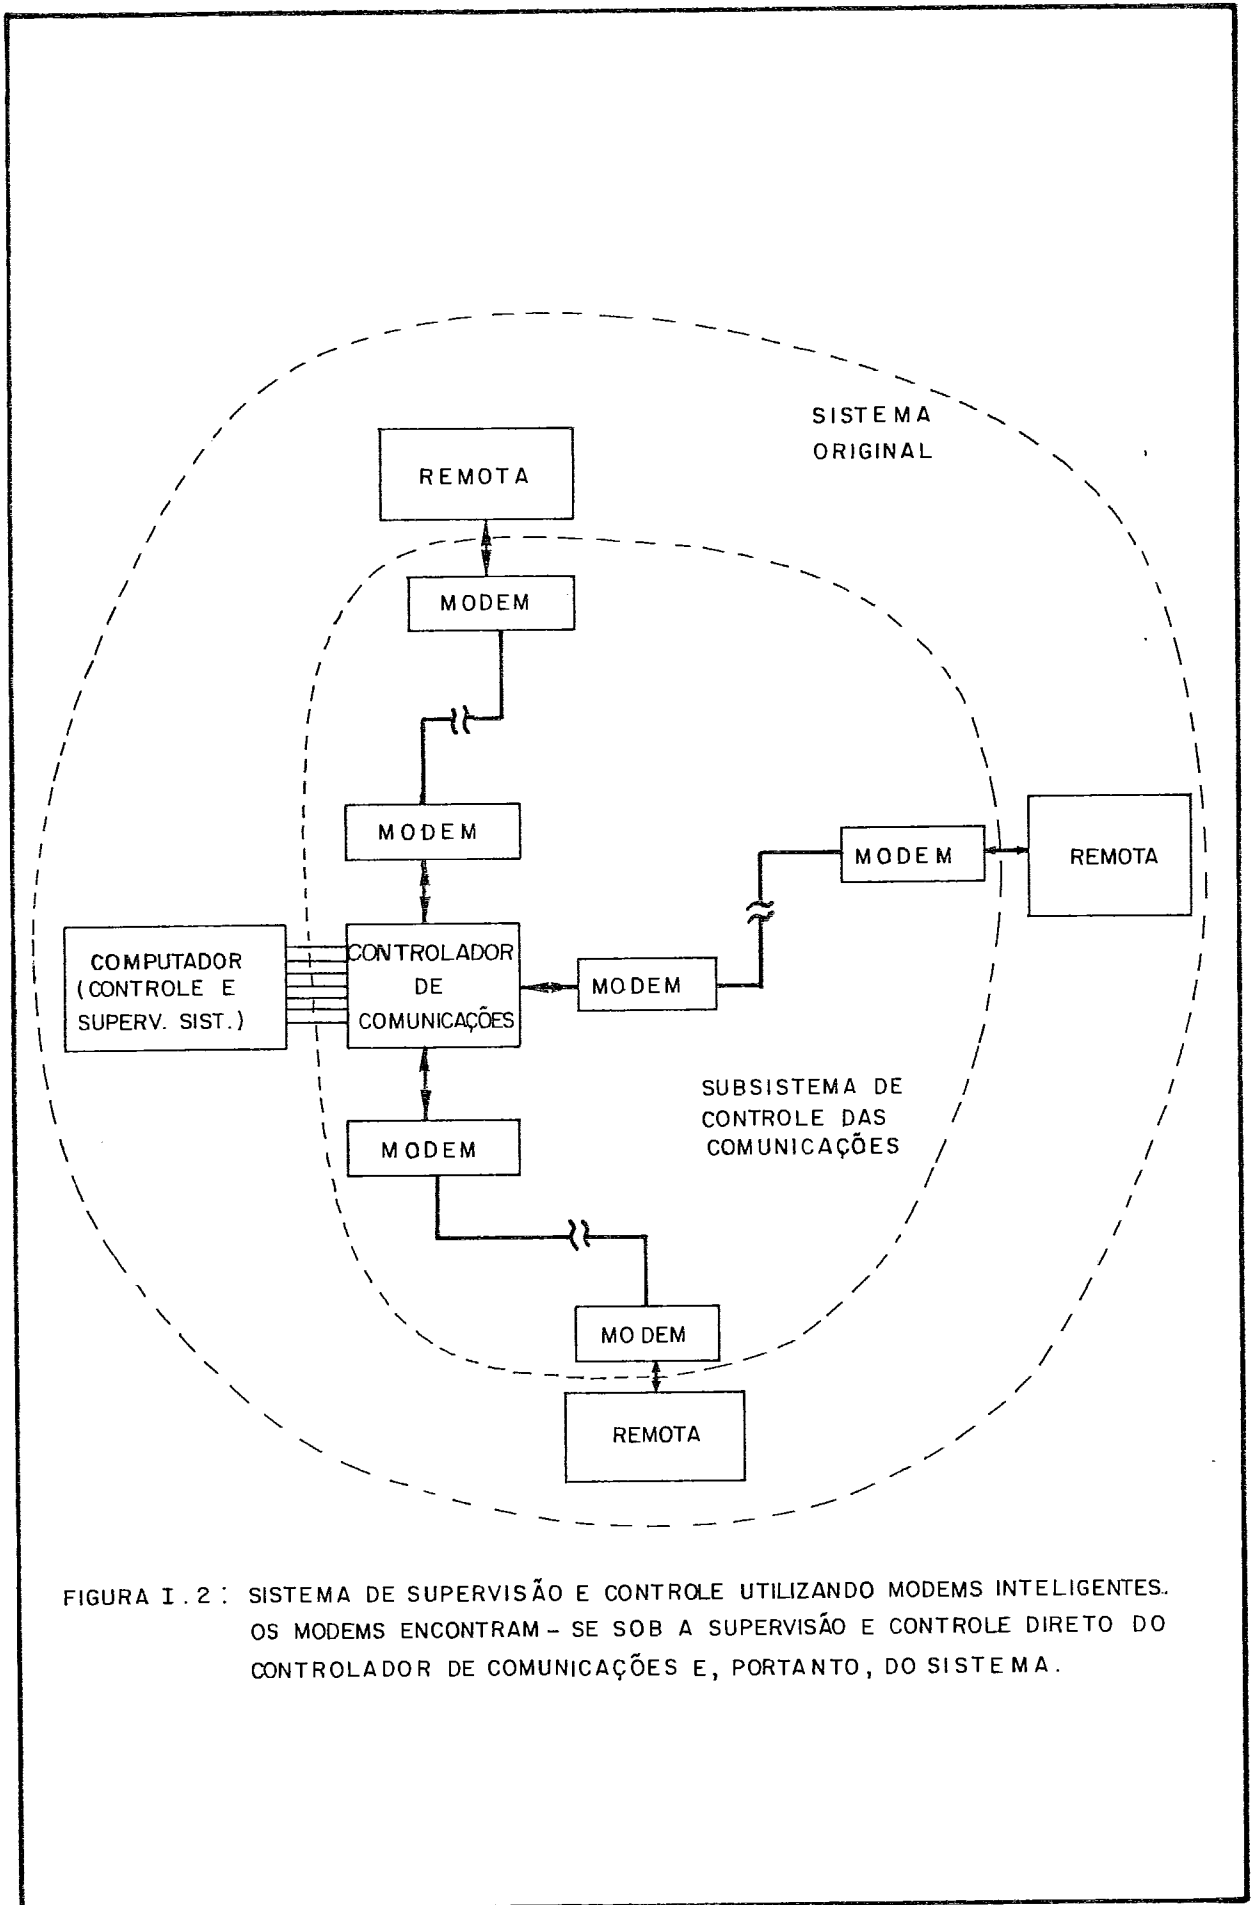 SISTEMA
ORIGINAL
REMOTA
MODEM
MODEM
MODEM
REMOTA
COMPUTADOR
(CONTROLE E
SUPERV. SIST.)
CONTROLADOR
DE
COMUNICAÇÕES
MODEM
SUBSISTEMA DE
CONTROLE DAS
COMUNICAÇÕES
MODEM
MODEM
REMOTA
FIGURA I.2: SISTEMA DE SUPERVISÃO E CONTROLE UTILIZANDO MODEMS INTELIGENTES.
OS MODEMS ENCONTRAM-SE SOB A SUPERVISÃO E CONTROLE DIRETO DO
CONTROLADOR DE COMUNICAÇÕES E, PORTANTO, DO SISTEMA.